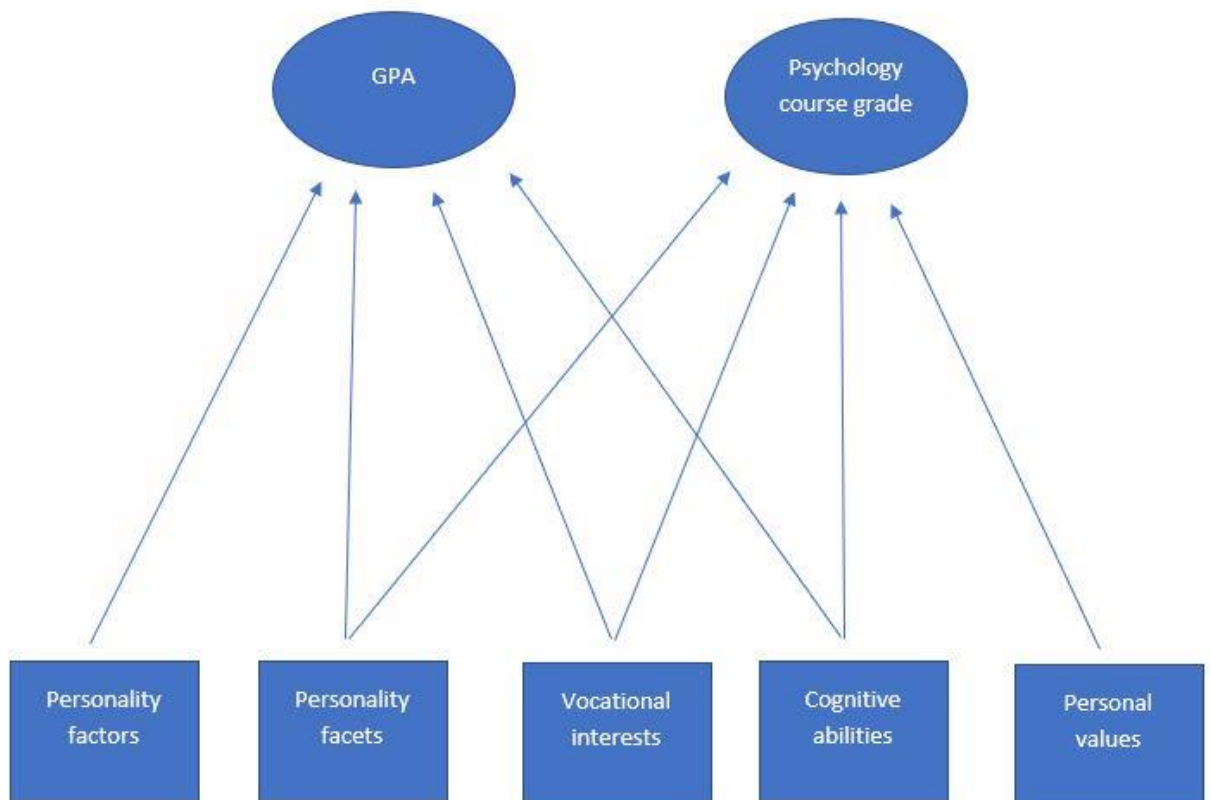 GPA
Psychology
course grade
Personality
factors
Personality
facets
Vocational
interests
Cognitive
abilities
Personal
values